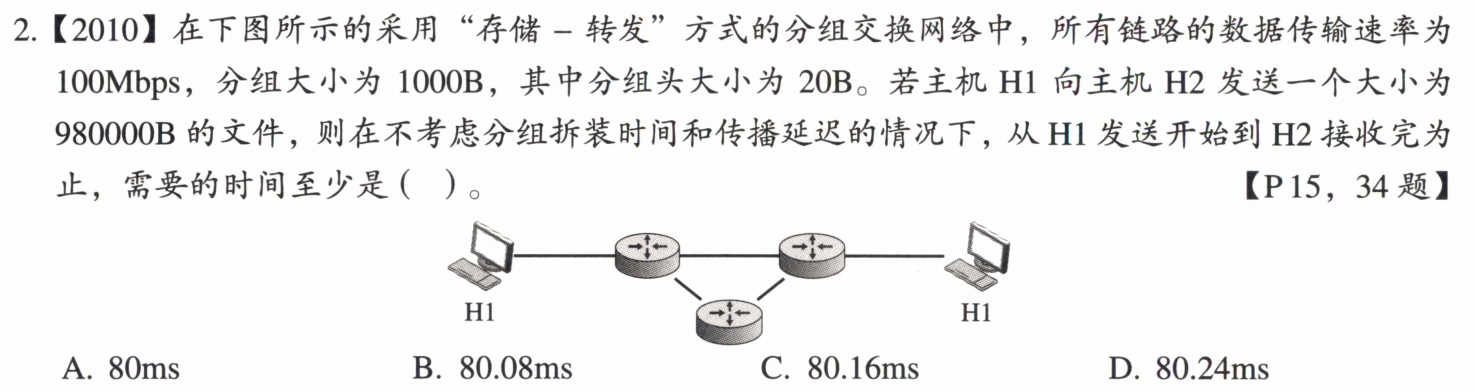 2.【2010】在下图所示的采用“存储 – 转发”方式的分组交换网络中，所有链路的数据传输速率为
100Mbps，分组大小为 1000B，其中分组头大小为 20B。若主机 H1 向主机 H2 发送一个大小为
980000B 的文件，则在不考虑分组拆装时间和传播延迟的情况下，从 H1 发送开始到 H2 接收完为
止，需要的时间至少是（ ）。 【P15，34 题】
H1 H1
A. 80ms B. 80.08ms C. 80.16ms D. 80.24ms